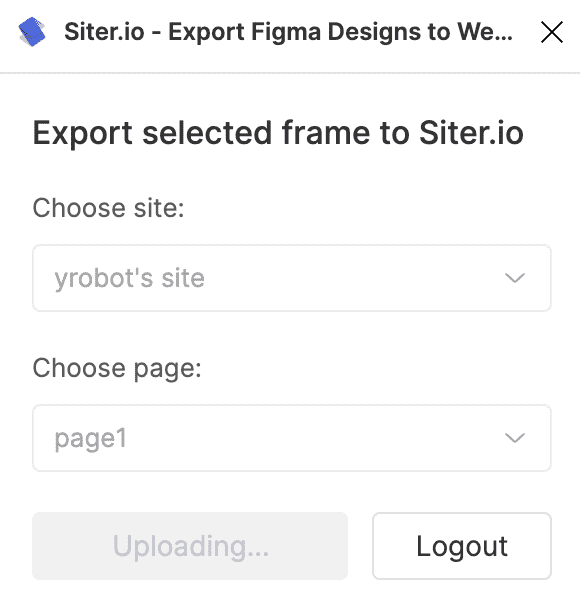 Siter.io - Export Figma Designs to We...
Export selected frame to Siter.io
Choose site:
yrobot's site
Choose page:
page1
Uploading...
Logout